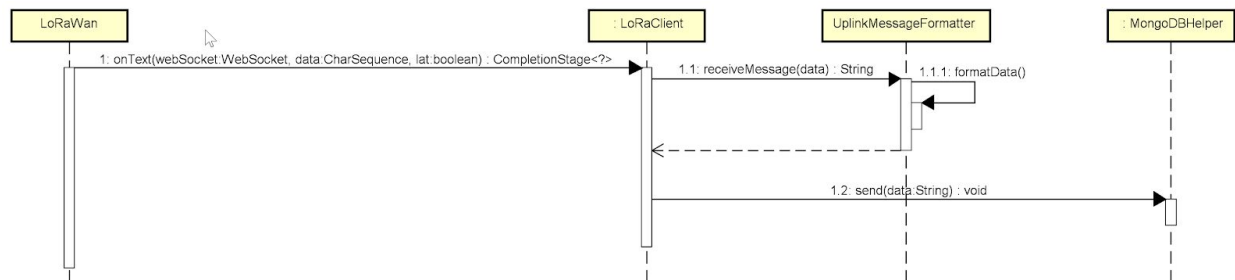 LoRaWan
: LoRaClient
UplinkMessageFormatter
: MongoDBHelper
1: onText(webSocket:WebSocket, data:CharSequence, lat:boolean) : CompletionStage<?>
1.1: receiveMessage(data) : String
1.1.1: formatData()
1.2: send(data:String) : void